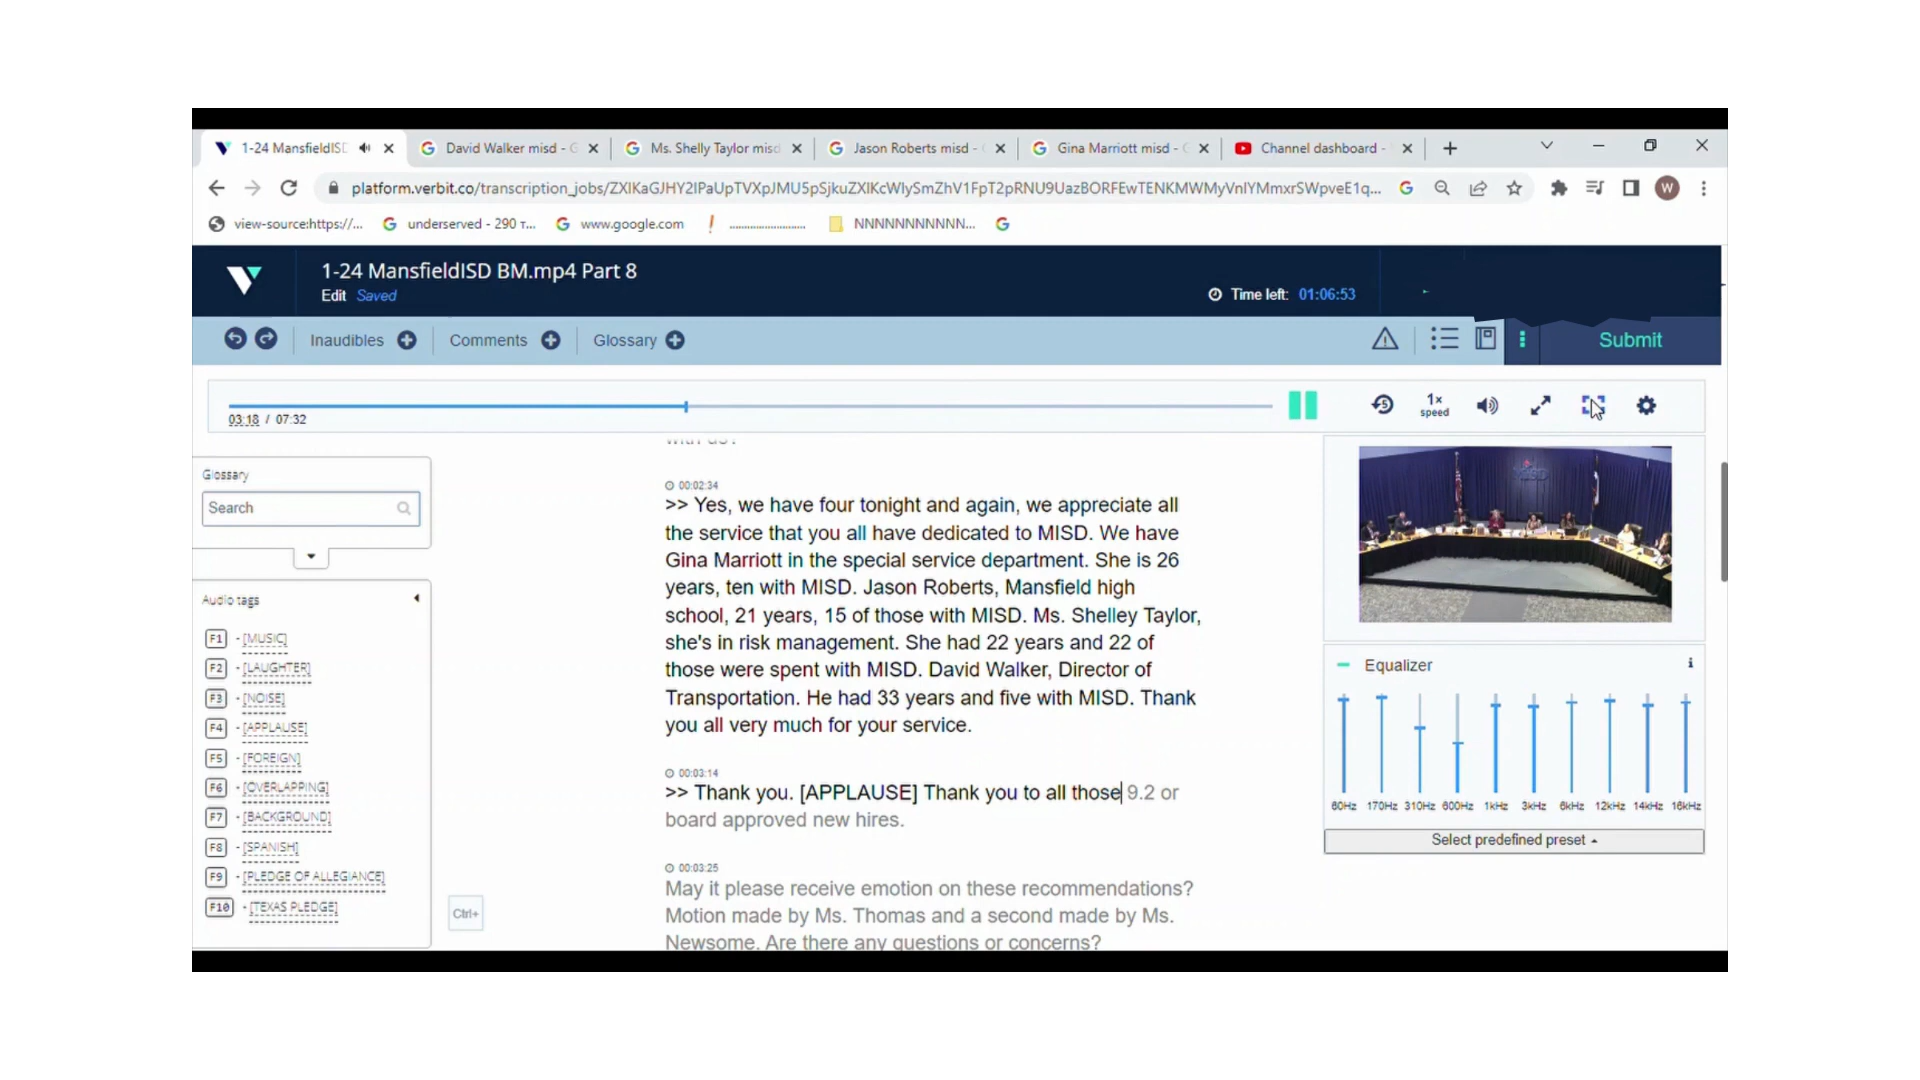 1-24 MansfieldISD
David Walker misd - G
Ms. Shelly Taylor misd
Jason Roberts misd -
Gina Marriott misd -
Channel dashboard -
platform.verbit.co/transcription_jobs/ZXlKaGJHY2lPaUpTVXpJMU5pSjkuZXlKcWlySmZhV1FpT2pRNU9UazBORFEwTENKMWMyVnlYMmxrSWpveE1q...
W
view-source:https://...
underserved - 290 т...
www.google.com
.........................
NNNNNNNNNNN...
1-24 MansfieldISD BM.mp4 Part 8
Edit Saved
Time left: 01:06:53
Inaudibles
Comments
Glossary
Submit
03:18 / 07:32
5
1x
speed
Glossary
Search
Audio tags
F1 - [MUSIC]
F2 - [LAUGHTER]
F3 - [NOISE]
F4 - [APPLAUSE]
F5 - [FOREIGN]
F6 - [OVERLAPPING]
F7 - [BACKGROUND]
F8 - [SPANISH]
F9 - [PLEDGE OF ALLEGIANCE]
F10 - [TEXAS PLEDGE]
Ctrl+
00:02:34
>> Yes, we have four tonight and again, we appreciate all
the service that you all have dedicated to MISD. We have
Gina Marriott in the special service department. She is 26
years, ten with MISD. Jason Roberts, Mansfield high
school, 21 years, 15 of those with MISD. Ms. Shelley Taylor,
she's in risk management. She had 22 years and 22 of
those were spent with MISD. David Walker, Director of
Transportation. He had 33 years and five with MISD. Thank
you all very much for your service.
00:03:14
>> Thank you. [APPLAUSE] Thank you to all those 9.2 or
board approved new hires.
00:03:25
May it please receive emotion on these recommendations?
Motion made by Ms. Thomas and a second made by Ms.
Newsome. Are there any questions or concerns?
MISD
Equalizer
60Hz 170Hz 310Hz 600Hz 1kHz 3kHz 6kHz 12kHz 14kHz 16kHz
Select predefined preset